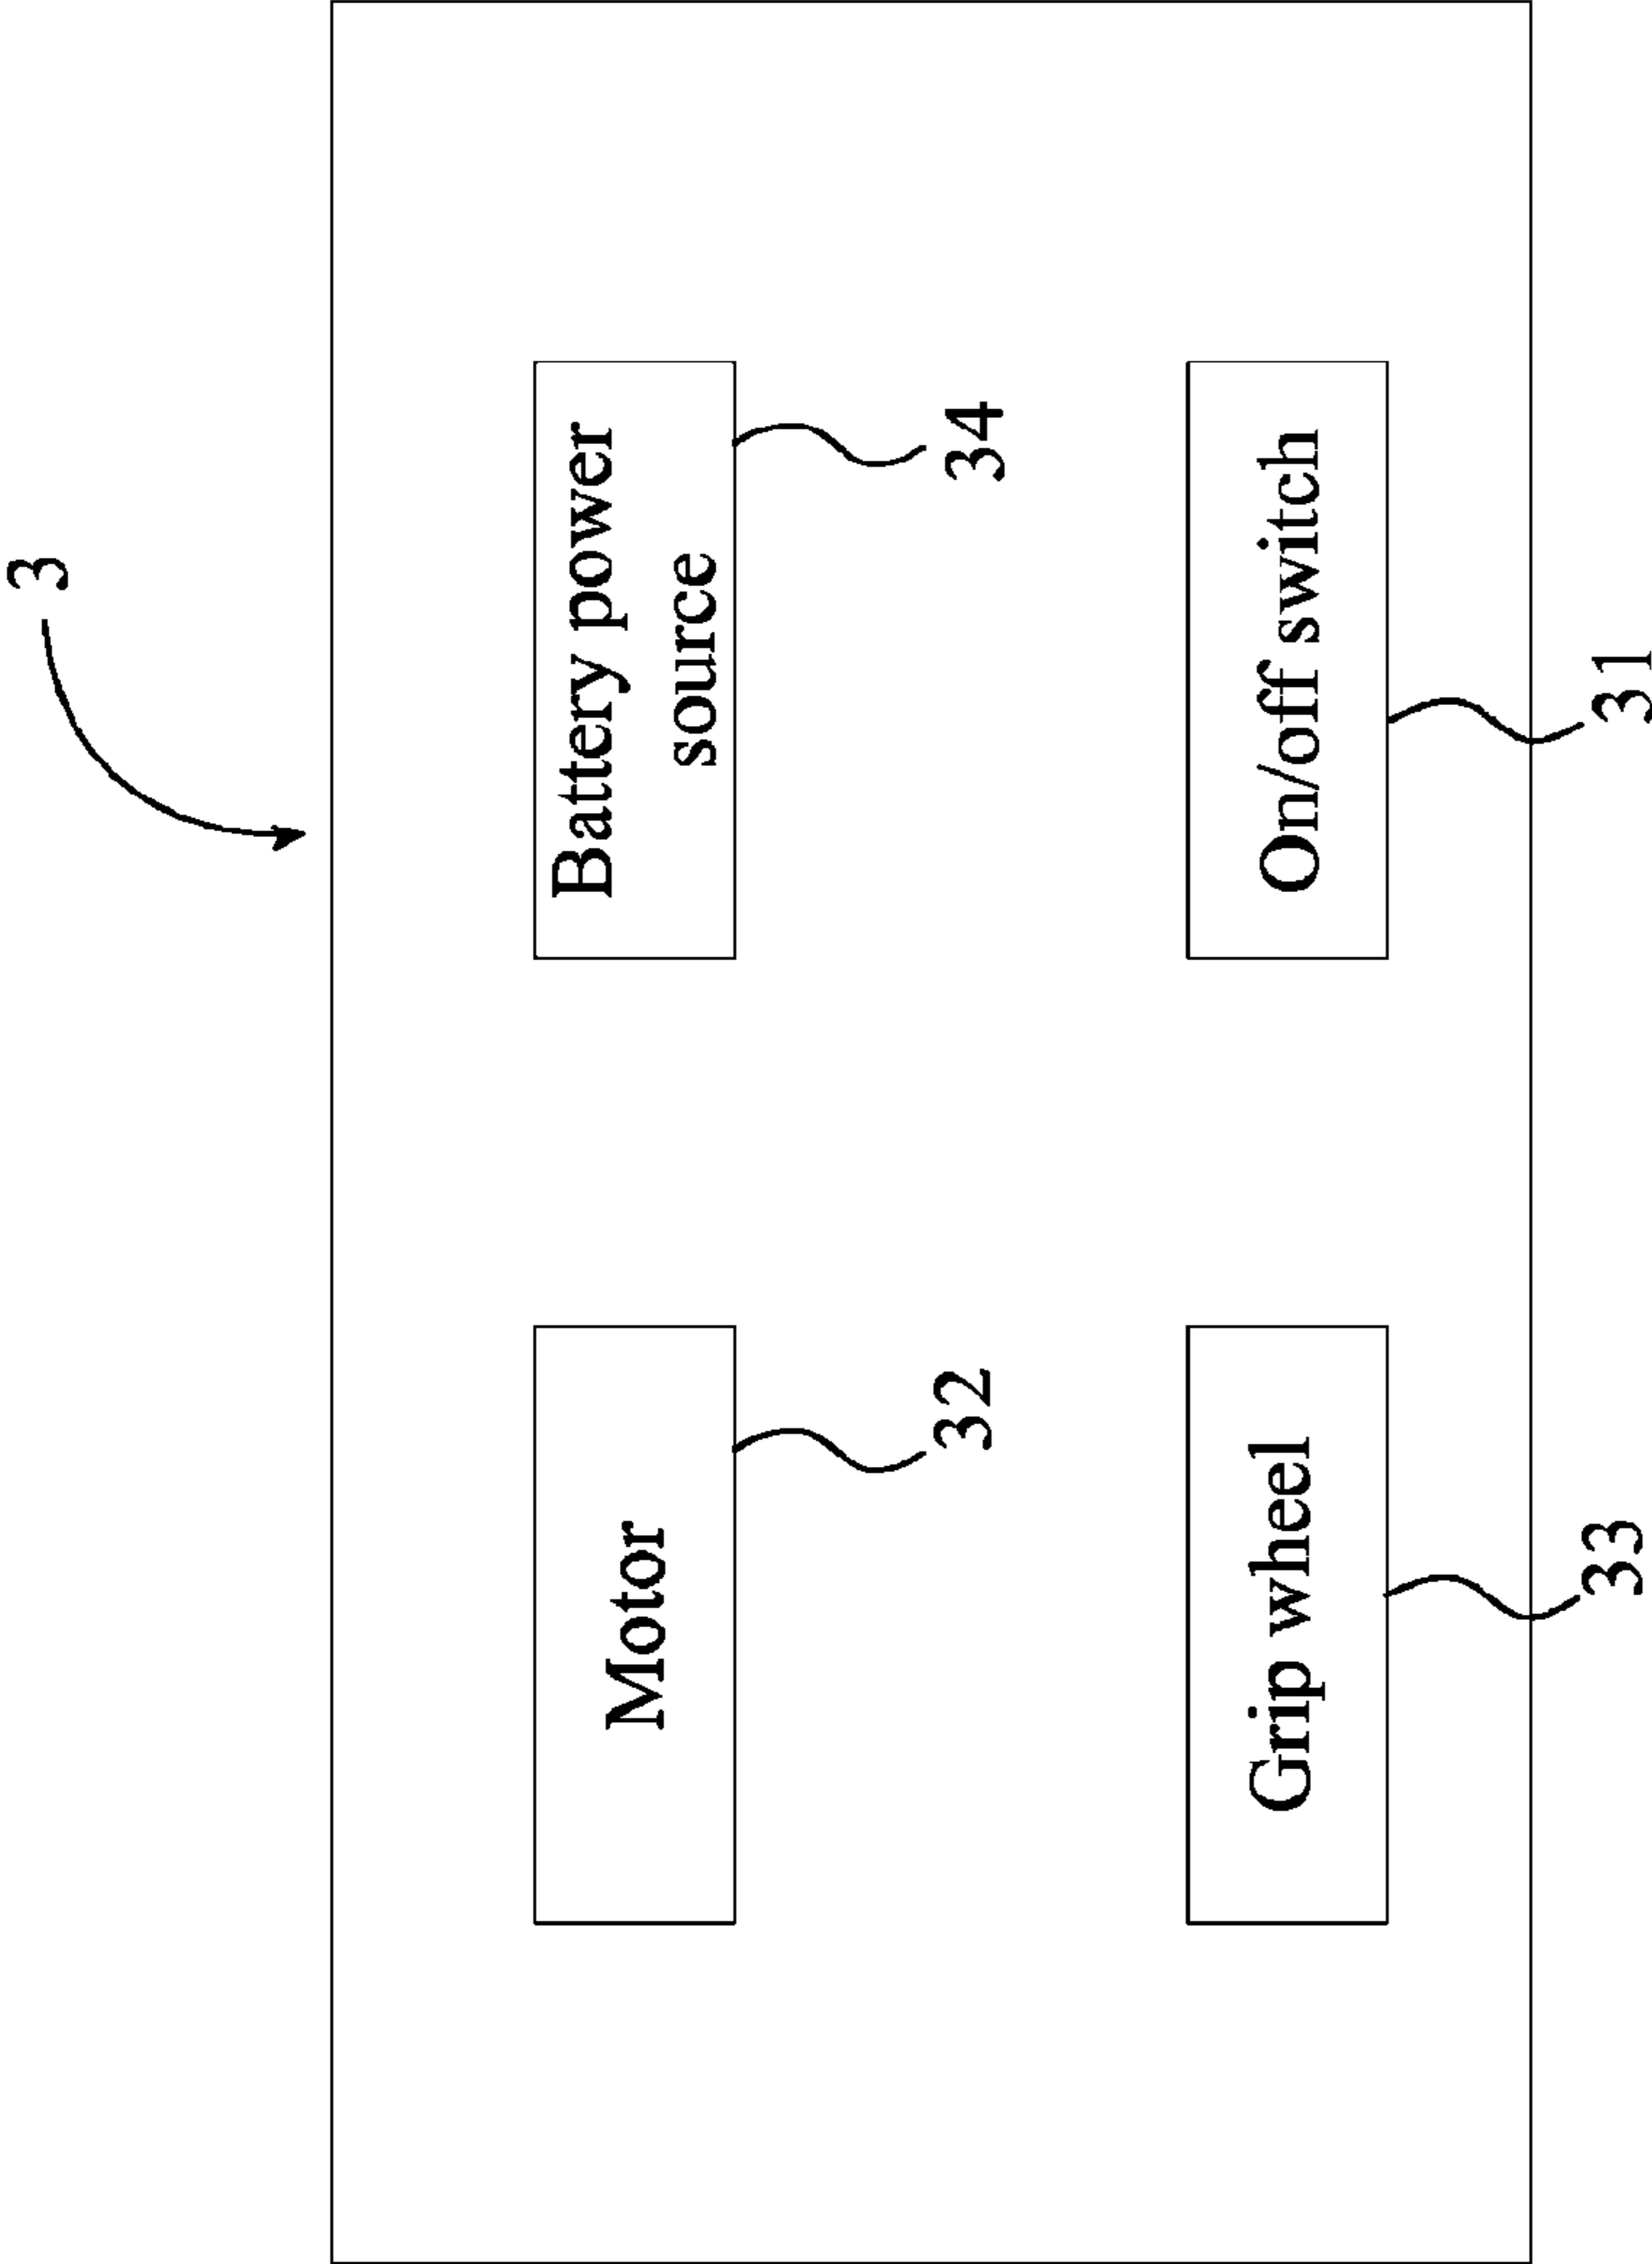 3
Motor
Battery power
source
32
34
Grip wheel
On/off switch
33
31